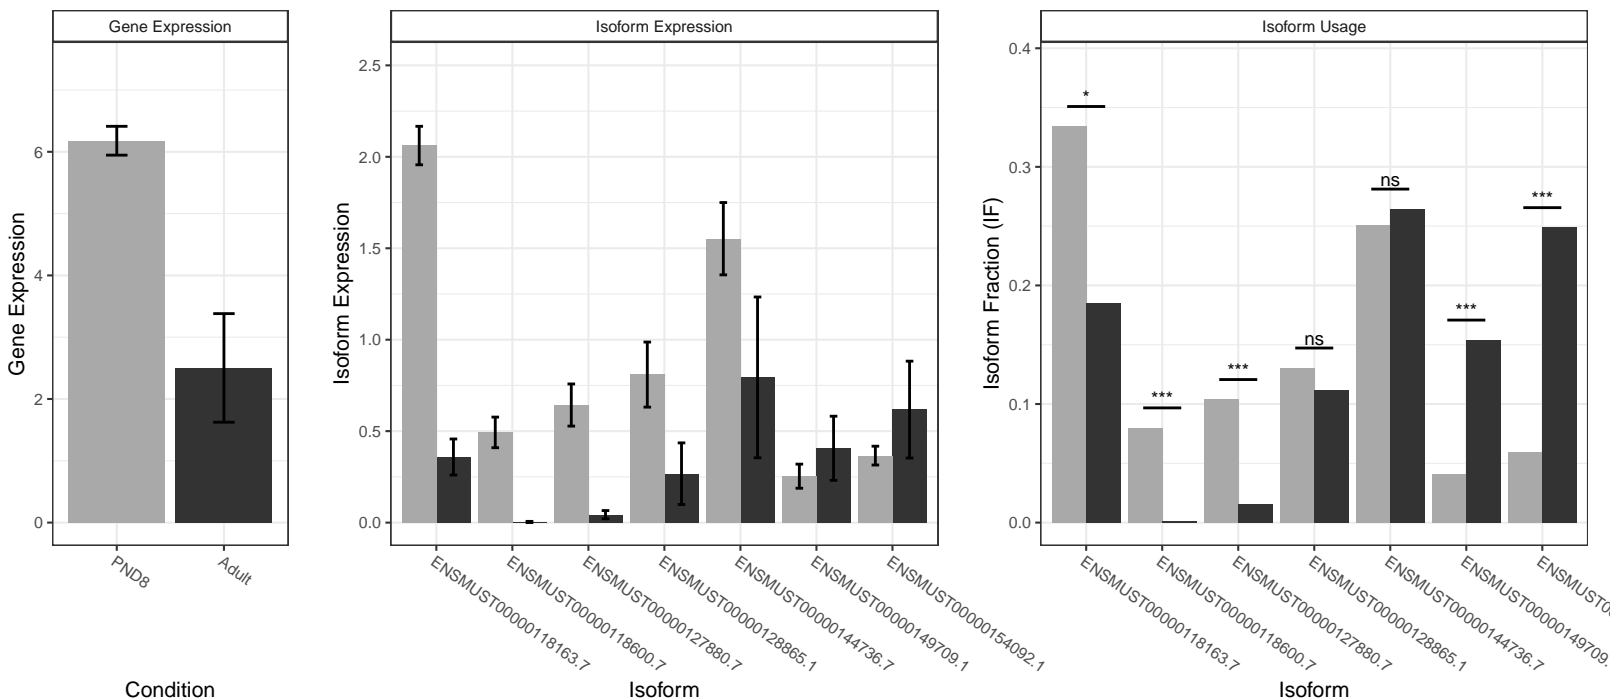 Gene Expression
Gene Expression
6
4
2
0
PND8
Adult
Condition
Isoform Expression
Isoform Expression
2.5
2.0
1.5
1.0
0.5
0.0
ENSMUST00000118163.7
ENSMUST00000118600.7
ENSMUST00000127880.7
ENSMUST00000128865.1
ENSMUST00000144736.7
ENSMUST00000149709.1
ENSMUST00000154092.1
Isoform
Isoform Usage
Isoform Fraction (IF)
0.4
0.3
0.2
0.1
0.0
*
***
***
ns
ns
***
***
ENSMUST00000118163.7
ENSMUST00000118600.7
ENSMUST00000127880.7
ENSMUST00000128865.1
ENSMUST00000144736.7
ENSMUST00000149709.
Isoform